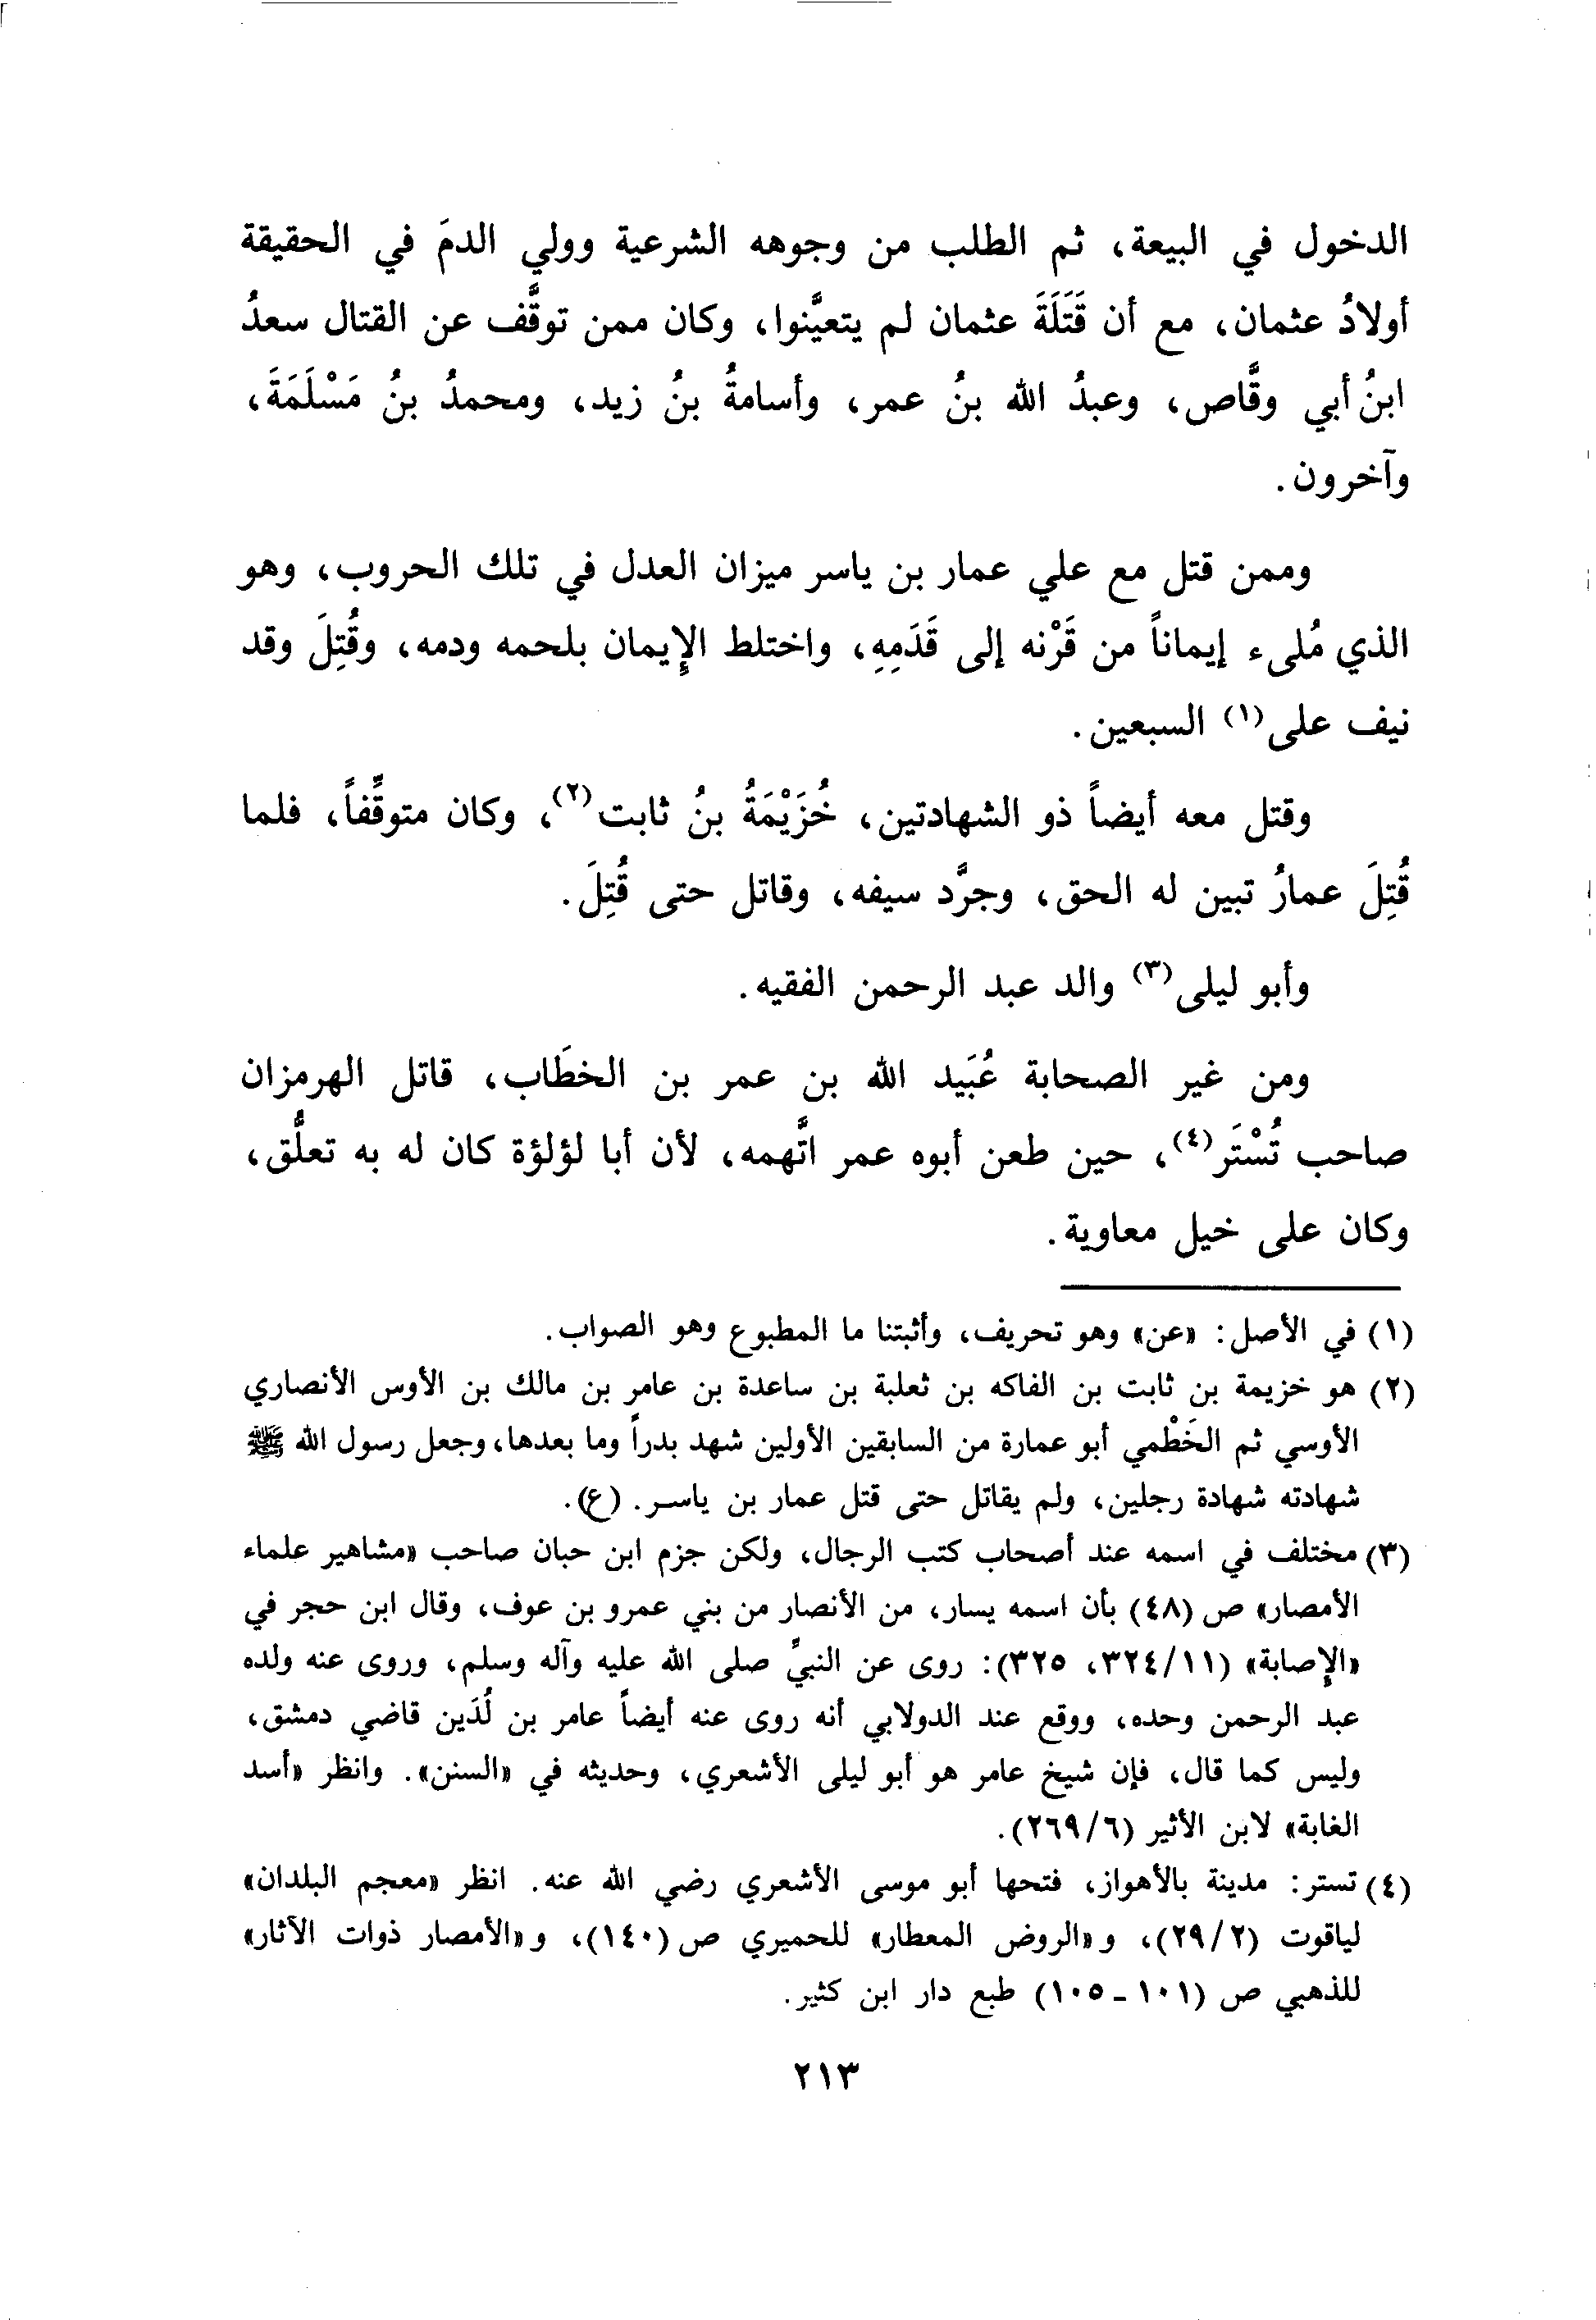 الدخول في البيعة، ثم الطلب من وجوهه الشرعية وولي الدمَ في الحقيقة
أولادُ عثمان، مع أن قَتَلَةَ عثمان لم يتعيَّنوا، وكان ممن توقَّف عن القتال سعدُ
ابنُ أبي وقَّاص، وعبدُ الله بنُ عمر، وأسامةُ بنُ زيد، ومحمدُ بنُ مَسْلَمَةَ،
وآخرون.
وممن قتل مع علي عمار بن ياسر ميزان العدل في تلك الحروب، وهو
الذي مُلىء إيماناً من قَرْنه إلى قَدَمِهِ، واختلط الإيمان بلحمه ودمه، وقُتِلَ وقد
نيف على(١) السبعين.
وقتل معه أيضاً ذو الشهادتين، خُزَيْمَةُ بنُ ثابت(٢)، وكان متوقِّفاً، فلما
قُتِلَ عمارُ تبين له الحق، وجرَّد سيفه، وقاتل حتى قُتِلَ.
وأبو ليلى(٣) والد عبد الرحمن الفقيه.
ومن غير الصحابة عُبَيد الله بن عمر بن الخطَاب، قاتل الهرمزان
صاحب تُسْتَر(٤)، حين طعن أبوه عمر اتَّهمه، لأن أبا لؤلؤة كان له به تعلُّق،
وكان على خيل معاوية.
(١) في الأصل: «عن» وهو تحريف، وأثبتنا ما المطبوع وهو الصواب.
(٢) هو خزيمة بن ثابت بن الفاكه بن ثعلبة بن ساعدة بن عامر بن مالك بن الأوس الأنصاري
الأوسي ثم الخَطْمي أبو عمارة من السابقين الأولين شهد بدراً وما بعدها، وجعل رسول الله ﷺ
شهادته شهادة رجلين، ولم يقاتل حتى قتل عمار بن ياسر. (ع).
(٣) مختلف في اسمه عند أصحاب كتب الرجال، ولكن جزم ابن حبان صاحب «مشاهير علماء
الأمصار» ص (٤٨) بأن اسمه يسار، من الأنصار من بني عمرو بن عوف، وقال ابن حجر في
«الإصابة» (٣٢٤/١١، ٣٢٥): روى عن النبيِّ صلى الله عليه وآله وسلم، وروى عنه ولده
عبد الرحمن وحده، ووقع عند الدولابي أنه روى عنه أيضاً عامر بن لُدَين قاضي دمشق،
وليس كما قال، فإن شيخ عامر هو أبو ليلى الأشعري، وحديثه في «السنن». وانظر «أسد
الغابة» لابن الأثير (٢٦٩/٦).
(٤) تستر: مدينة بالأهواز، فتحها أبو موسى الأشعري رضي الله عنه. انظر «معجم البلدان»
لياقوت (٢٩/٢)، و«الروض المعطار» للحميري ص (١٤٠)، و«الأمصار ذوات الآثار»
للذهبي ص (١٠١ - ١٠٥) طبع دار ابن كثير.
٢١٣